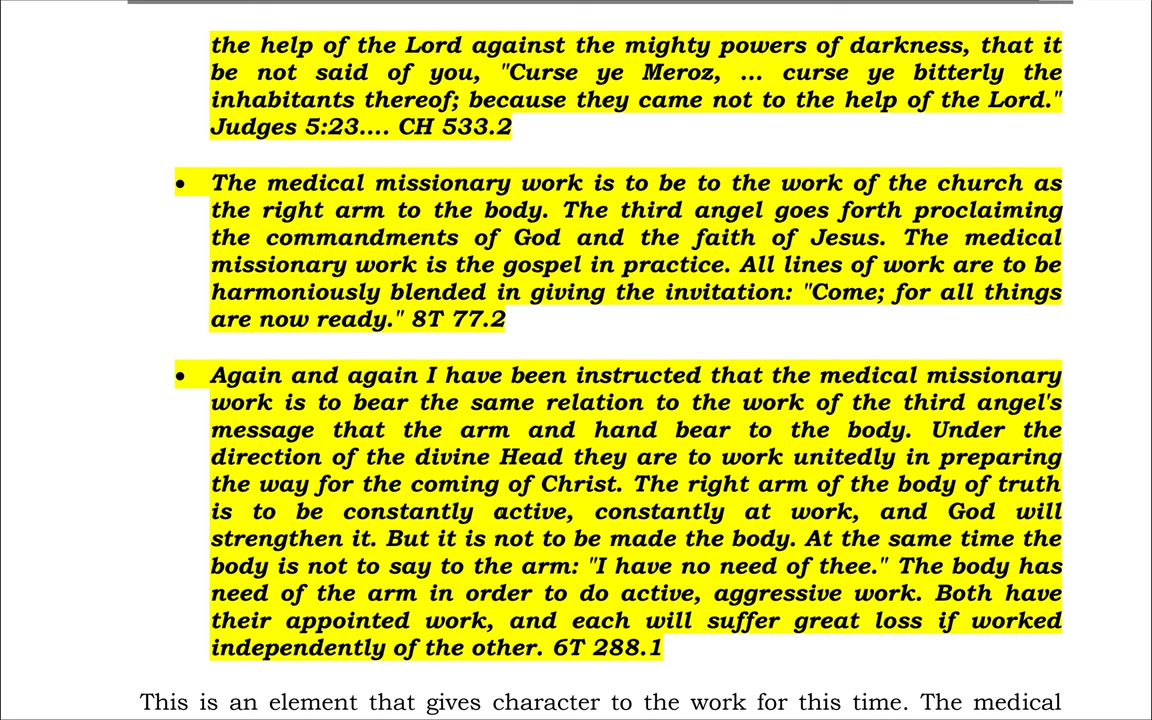 the help of the Lord against the mighty powers of darkness, that it
be not said of you, "Curse ye Meroz, ... curse ye bitterly the
inhabitants thereof; because they came not to the help of the Lord."
Judges 5:23.... CH 533.2
• The medical missionary work is to be to the work of the church as
the right arm to the body. The third angel goes forth proclaiming
the commandments of God and the faith of Jesus. The medical
missionary work is the gospel in practice. All lines of work are to be
harmoniously blended in giving the invitation: "Come; for all things
are now ready." 8T 77.2
• Again and again I have been instructed that the medical missionary
work is to bear the same relation to the work of the third angel's
message that the arm and hand bear to the body. Under the
direction of the divine Head they are to work unitedly in preparing
the way for the coming of Christ. The right arm of the body of truth
is to be constantly active, constantly at work, and God will
strengthen it. But it is not to be made the body. At the same time the
body is not to say to the arm: "I have no need of thee." The body has
need of the arm in order to do active, aggressive work. Both have
their appointed work, and each will suffer great loss if worked
independently of the other. 6T 288.1
This is an element that gives character to the work for this time. The medical